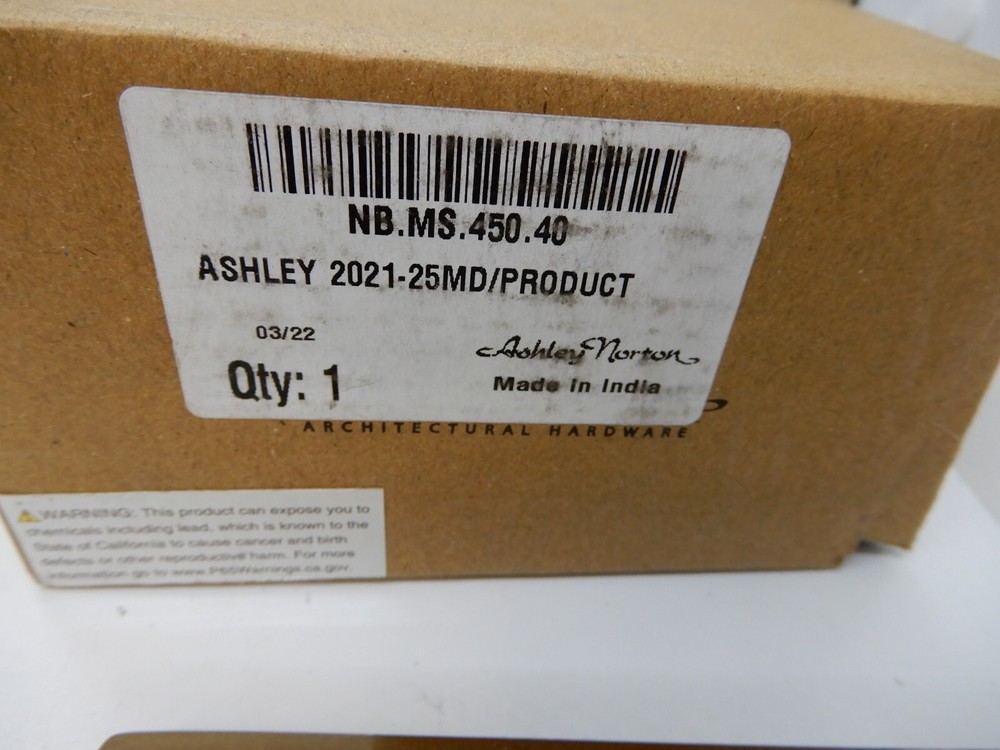 NB.MS.450.40
ASHLEY 2021-25MD/PRODUCT
03/22
Ashley Norton
Qty: 1
Made in India
ARCHITECTURAL HARDWARE
WARNING: This product can expose you to
chemicals including lead, which is known to the
State of California to cause cancer and birth
defects or other reproductive harm. For more
information go to www.P65Warnings.ca.gov.